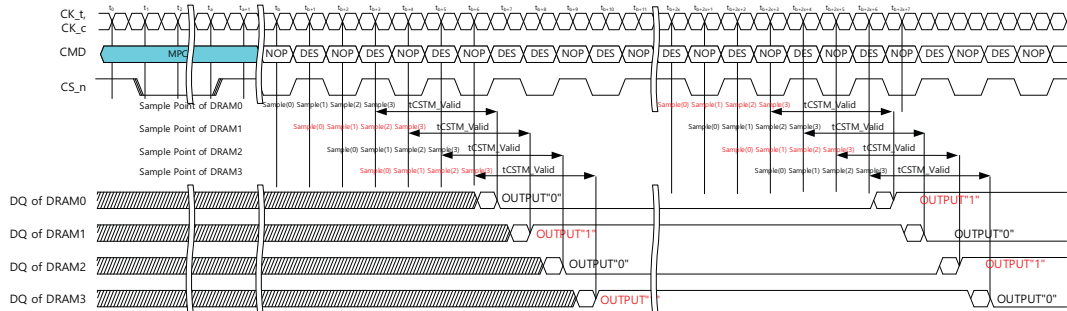 CK_t, t0 t1 t2 ta ta+1 tb tb+1 tb+2 tb+3 tb+4 tb+5 tb+6 tb+7 tb+8 tb+9 tb+10 tb+11 tb+2x tb+2x+1 tb+2x+2 tb+2x+3 tb+2x+4 tb+2x+5 tb+2x+6 tb+2x+7
CK_c
CMD MPC NOP DES NOP DES NOP DES NOP DES NOP DES NOP DES DES NOP DES NOP DES NOP DES NOP DES NOP DES NOP
CS_n
Sample Point of DRAM0 Sample(0) Sample(1) Sample(2) Sample(3) tCSTM_Valid Sample(0) Sample(1) Sample(2) Sample(3) tCSTM_Valid
Sample Point of DRAM1 Sample(0) Sample(1) Sample(2) Sample(3) tCSTM_Valid Sample(0) Sample(1) Sample(2) Sample(3) tCSTM_Valid
Sample Point of DRAM2 Sample(0) Sample(1) Sample(2) Sample(3) tCSTM_Valid Sample(0) Sample(1) Sample(2) Sample(3) tCSTM_Valid
Sample Point of DRAM3 Sample(0) Sample(1) Sample(2) Sample(3) tCSTM_Valid Sample(0) Sample(1) Sample(2) Sample(3) tCSTM_Valid
DQ of DRAM0 OUTPUT"0" OUTPUT"1"
DQ of DRAM1 OUTPUT"1" OUTPUT"0"
DQ of DRAM2 OUTPUT"0" OUTPUT"1"
DQ of DRAM3 OUTPUT" OUTPUT"0"